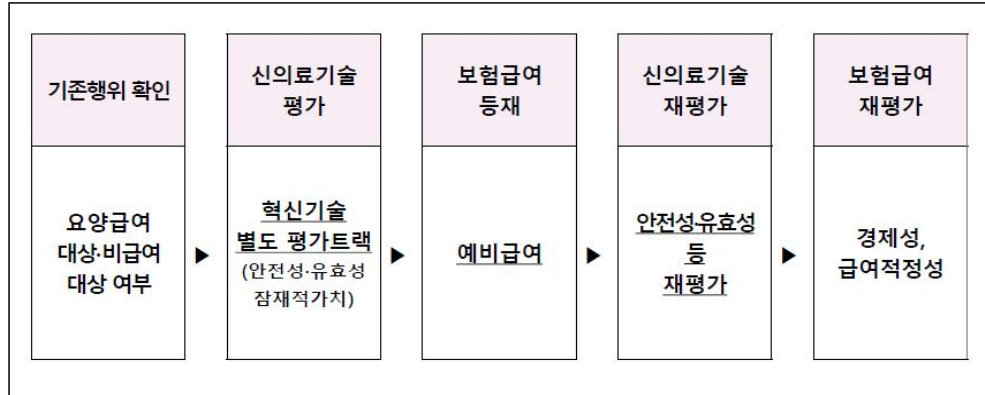 기존행위 확인
신의료기술
평가
보험급여
등재
신의료기술
재평가
보험급여
재평가
요양급여
대상·비급여
대상 여부
▶
혁신기술
별도 평가트랙
(안전성·유효성
잠재적가치)
▶
예비급여
▶
안전성·유효성
등
재평가
▶
경제성,
급여적정성